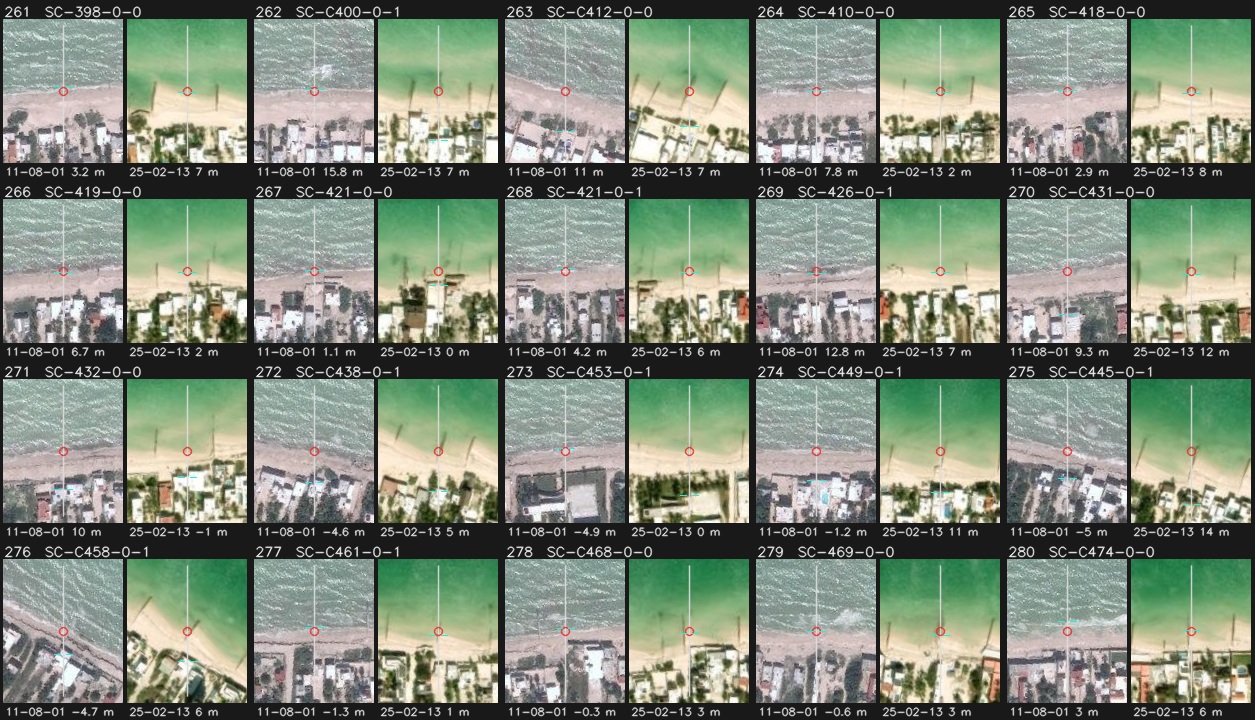 261 SC-398-0-0
262 SC-C400-0-1
263 SC-C412-0-0
264 SC-410-0-0
265 SC-418-0-0
11-08-01 3.2 m
25-02-13 7 m
11-08-01 15.8 m
25-02-13 7 m
11-08-01 11 m
25-02-13 7 m
11-08-01 7.8 m
25-02-13 2 m
11-08-01 2.9 m
25-02-13 8 m
266 SC-419-0-0
267 SC-421-0-0
268 SC-421-0-1
269 SC-426-0-1
270 SC-C431-0-0
11-08-01 6.7 m
25-02-13 2 m
11-08-01 1.1 m
25-02-13 0 m
11-08-01 4.2 m
25-02-13 6 m
11-08-01 12.8 m
25-02-13 7 m
11-08-01 9.3 m
25-02-13 12 m
271 SC-432-0-0
272 SC-C438-0-1
273 SC-C453-0-1
274 SC-C449-0-1
275 SC-C445-0-1
11-08-01 10 m
25-02-13 -1 m
11-08-01 -4.6 m
25-02-13 5 m
11-08-01 -4.9 m
25-02-13 0 m
11-08-01 -1.2 m
25-02-13 11 m
11-08-01 -5 m
25-02-13 14 m
276 SC-C458-0-1
277 SC-C461-0-1
278 SC-C468-0-0
279 SC-469-0-0
280 SC-C474-0-0
11-08-01 -4.7 m
25-02-13 6 m
11-08-01 -1.3 m
25-02-13 1 m
11-08-01 -0.3 m
25-02-13 3 m
11-08-01 -0.6 m
25-02-13 3 m
11-08-01 3 m
25-02-13 6 m